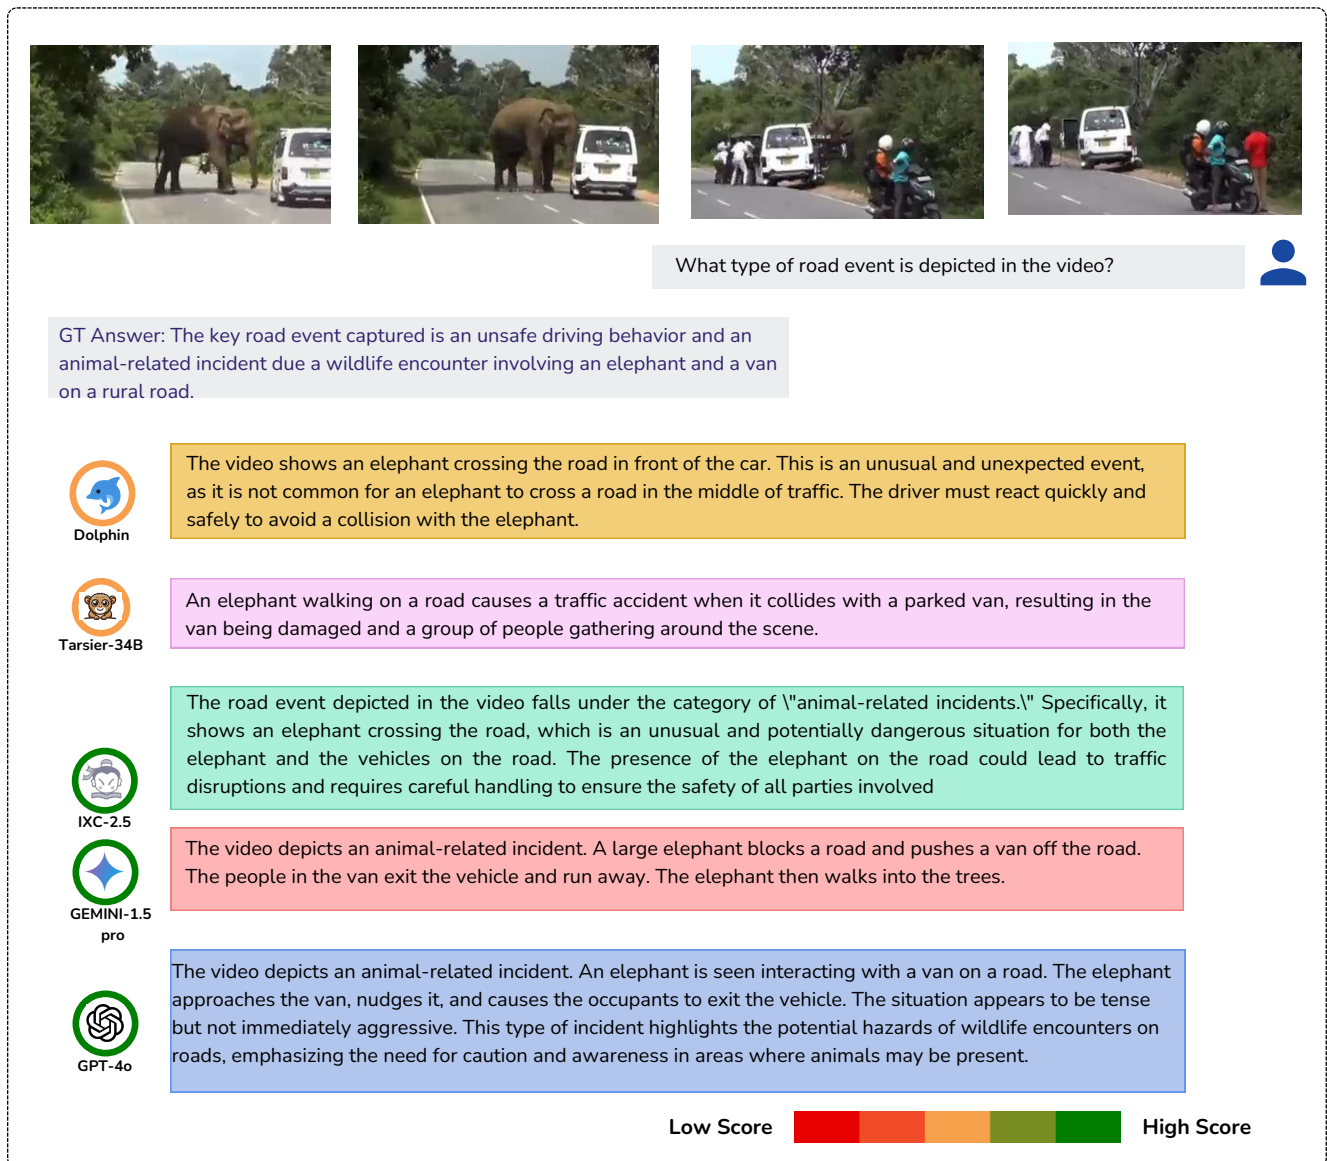 What type of road event is depicted in the video?
GT Answer: The key road event captured is an unsafe driving behavior and an
animal-related incident due a wildlife encounter involving an elephant and a van
on a rural road.
The video shows an elephant crossing the road in front of the car. This is an unusual and unexpected event,
as it is not common for an elephant to cross a road in the middle of traffic. The driver must react quickly and
safely to avoid a collision with the elephant.
Dolphin
An elephant walking on a road causes a traffic accident when it collides with a parked van, resulting in the
van being damaged and a group of people gathering around the scene.
Tarsier-34B
The road event depicted in the video falls under the category of \"animal-related incidents.\" Specifically, it
shows an elephant crossing the road, which is an unusual and potentially dangerous situation for both the
elephant and the vehicles on the road. The presence of the elephant on the road could lead to traffic
disruptions and requires careful handling to ensure the safety of all parties involved
IXC-2.5
The video depicts an animal-related incident. A large elephant blocks a road and pushes a van off the road.
The people in the van exit the vehicle and run away. The elephant then walks into the trees.
GEMINI-1.5
pro
The video depicts an animal-related incident. An elephant is seen interacting with a van on a road. The elephant
approaches the van, nudges it, and causes the occupants to exit the vehicle. The situation appears to be tense
but not immediately aggressive. This type of incident highlights the potential hazards of wildlife encounters on
roads, emphasizing the need for caution and awareness in areas where animals may be present.
GPT-4o
Low Score
High Score